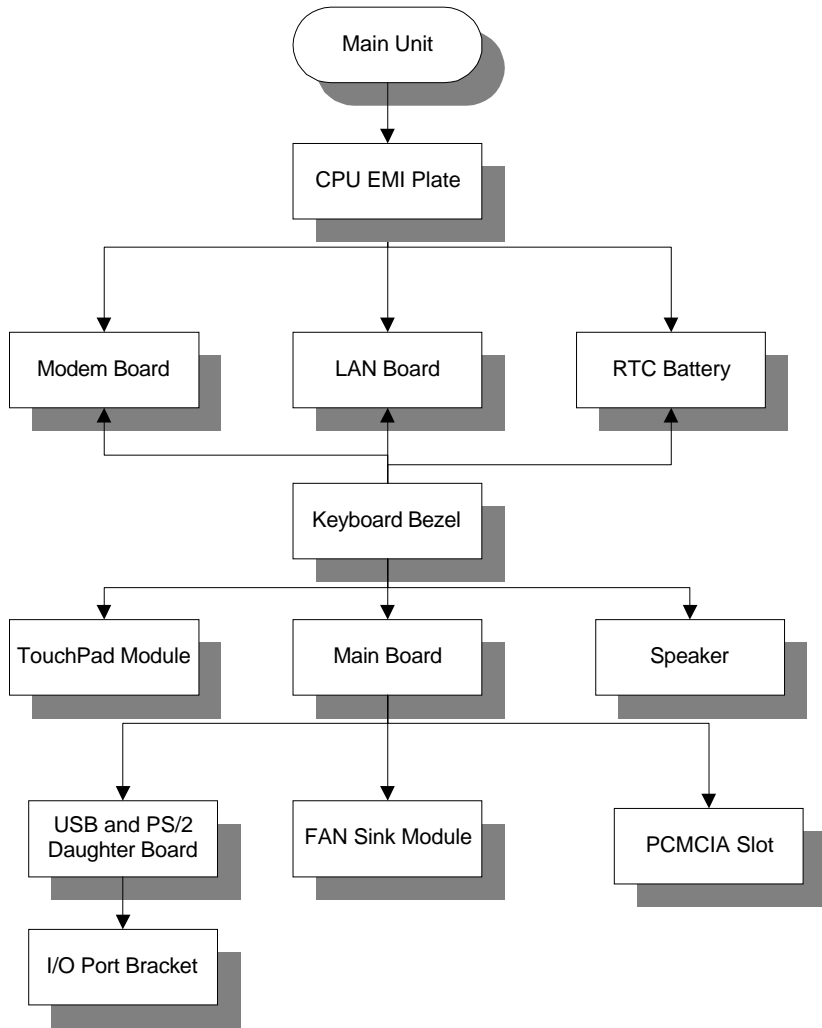 Main Unit
CPU EMI Plate
Modem Board
LAN Board
RTC Battery
Keyboard Bezel
TouchPad Module
Main Board
Speaker
USB and PS/2
Daughter Board
FAN Sink Module
PCMCIA Slot
I/O Port Bracket